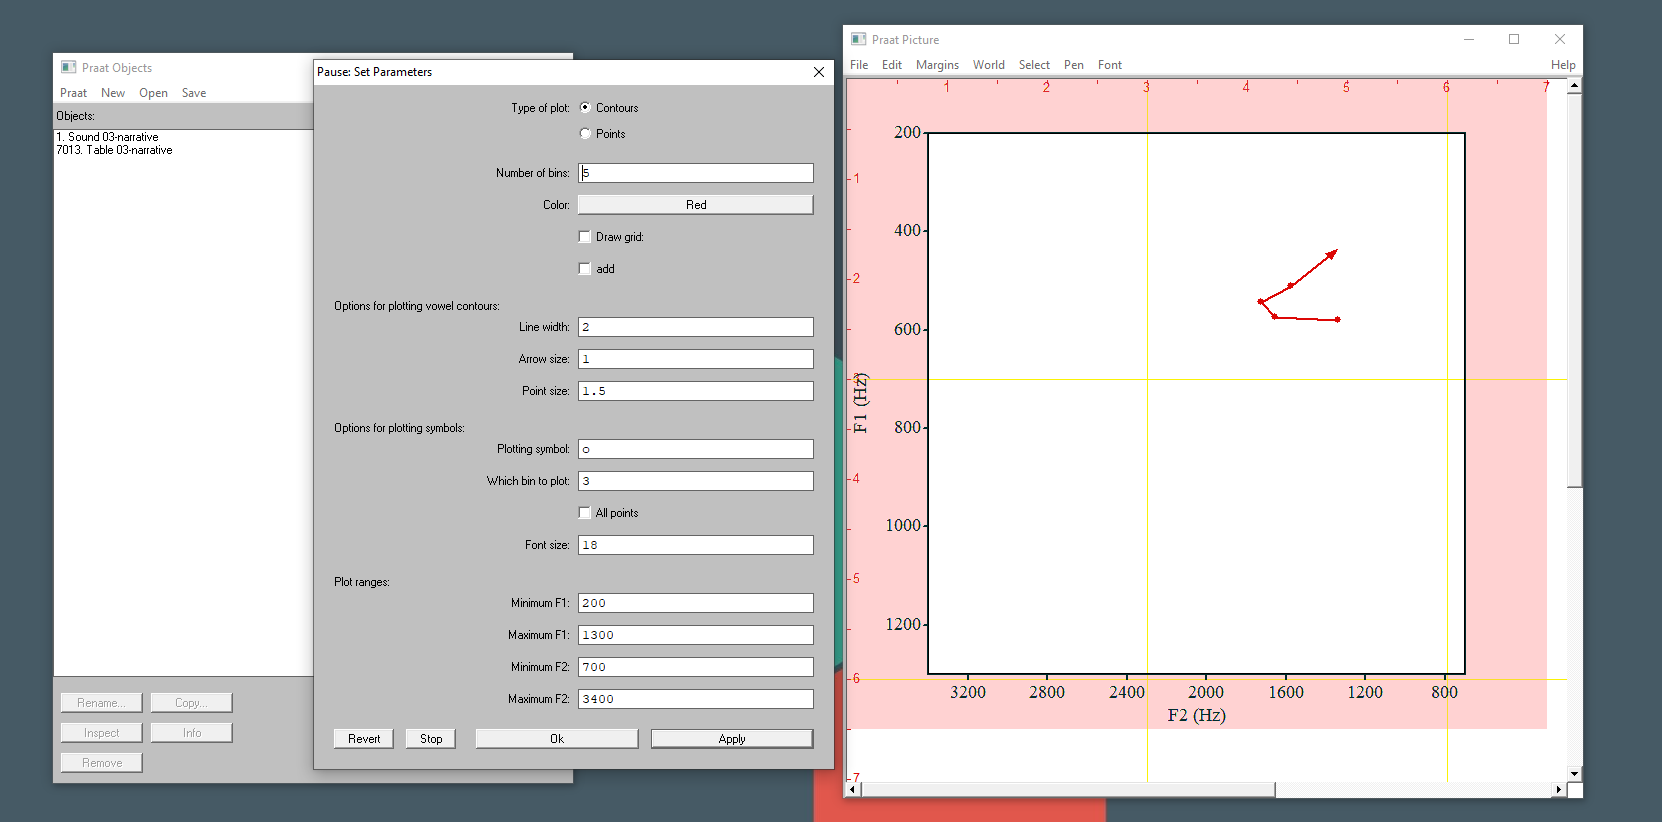 Praat Objects
Praat New Open Save
Objects:
1. Sound 03-narrative
7013. Table 03-narrative
Rename... Copy...
Inspect Info
Remove
Pause: Set Parameters
Type of plot: Contours
Points
Number of bins: 5
Color: Red
Draw grid:
add
Options for plotting vowel contours:
Line width: 2
Arrow size: 1
Point size: 1.5
Options for plotting symbols:
Plotting symbol: o
Which bin to plot: 3
All points
Font size: 18
Plot ranges:
Minimum F1: 200
Maximum F1: 1300
Minimum F2: 700
Maximum F2: 3400
Revert Stop Ok Apply
Praat Picture
File Edit Margins World Select Pen Font Help
1 2 3 4 5 6 7
1
2
3
4
5
6
7
200
400
600
800
1000
1200
F1 (Hz)
3200 2800 2400 2000 1600 1200 800
F2 (Hz)